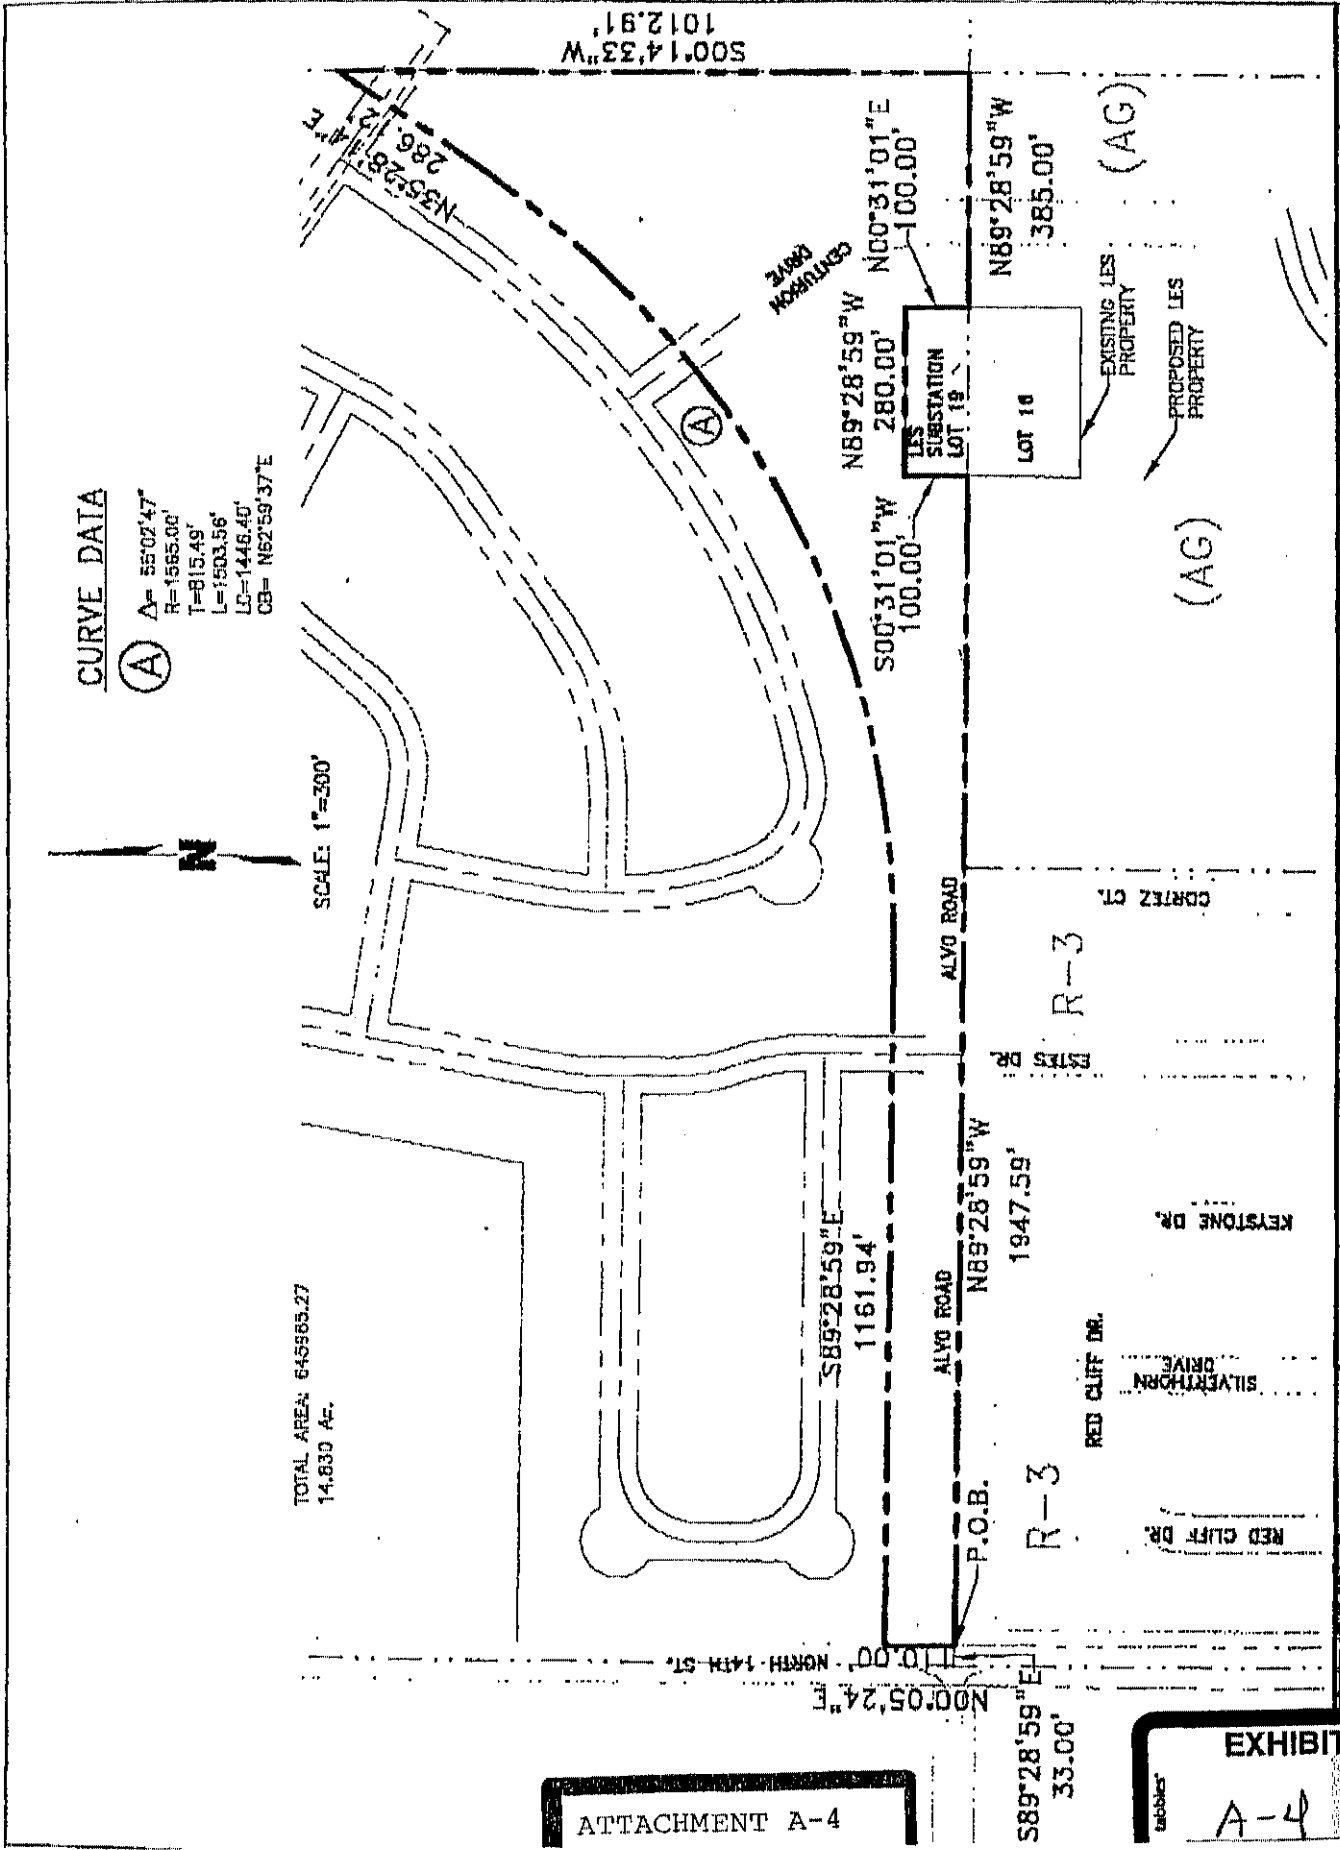 CURVE DATA
A
R=1565.00'
T=815.49'
L=1503.56'
LC=1446.40'
CB= N62°59'37"E
N
SCALE: 1"=300'
TOTAL AREA: 645985.27
14.830 Ac.
S00°14'33"W
1012.91'
N35°28'
286.
CENTURION
DRIVE
A
N00°31'01"E
100.00'
N89°28'59"W
385.00'
N89°28'59"W
280.00'
S00°31'01"W
100.00'
LES
SUBSTATION
LOT 19
LOT 18
EXISTING LES
PROPERTY
PROPOSED LES
PROPERTY
(AG)
(AG)
ALVO ROAD
CORTEZ CT.
R-3
ESTES DR.
S89°28'59"E
1161.94'
ALVO ROAD
N89°28'59"W
1947.59'
KEYSTONE DR.
SILVERTHORN
DRIVE
RED CLIFF DR.
RED CLIFF DR.
R-3
P.O.B.
NORTH 14TH ST.
110.00'
N00°05'24"E
S89°28'59"E
33.00'
ATTACHMENT A-4
EXHIBIT
tabbies'
A-4